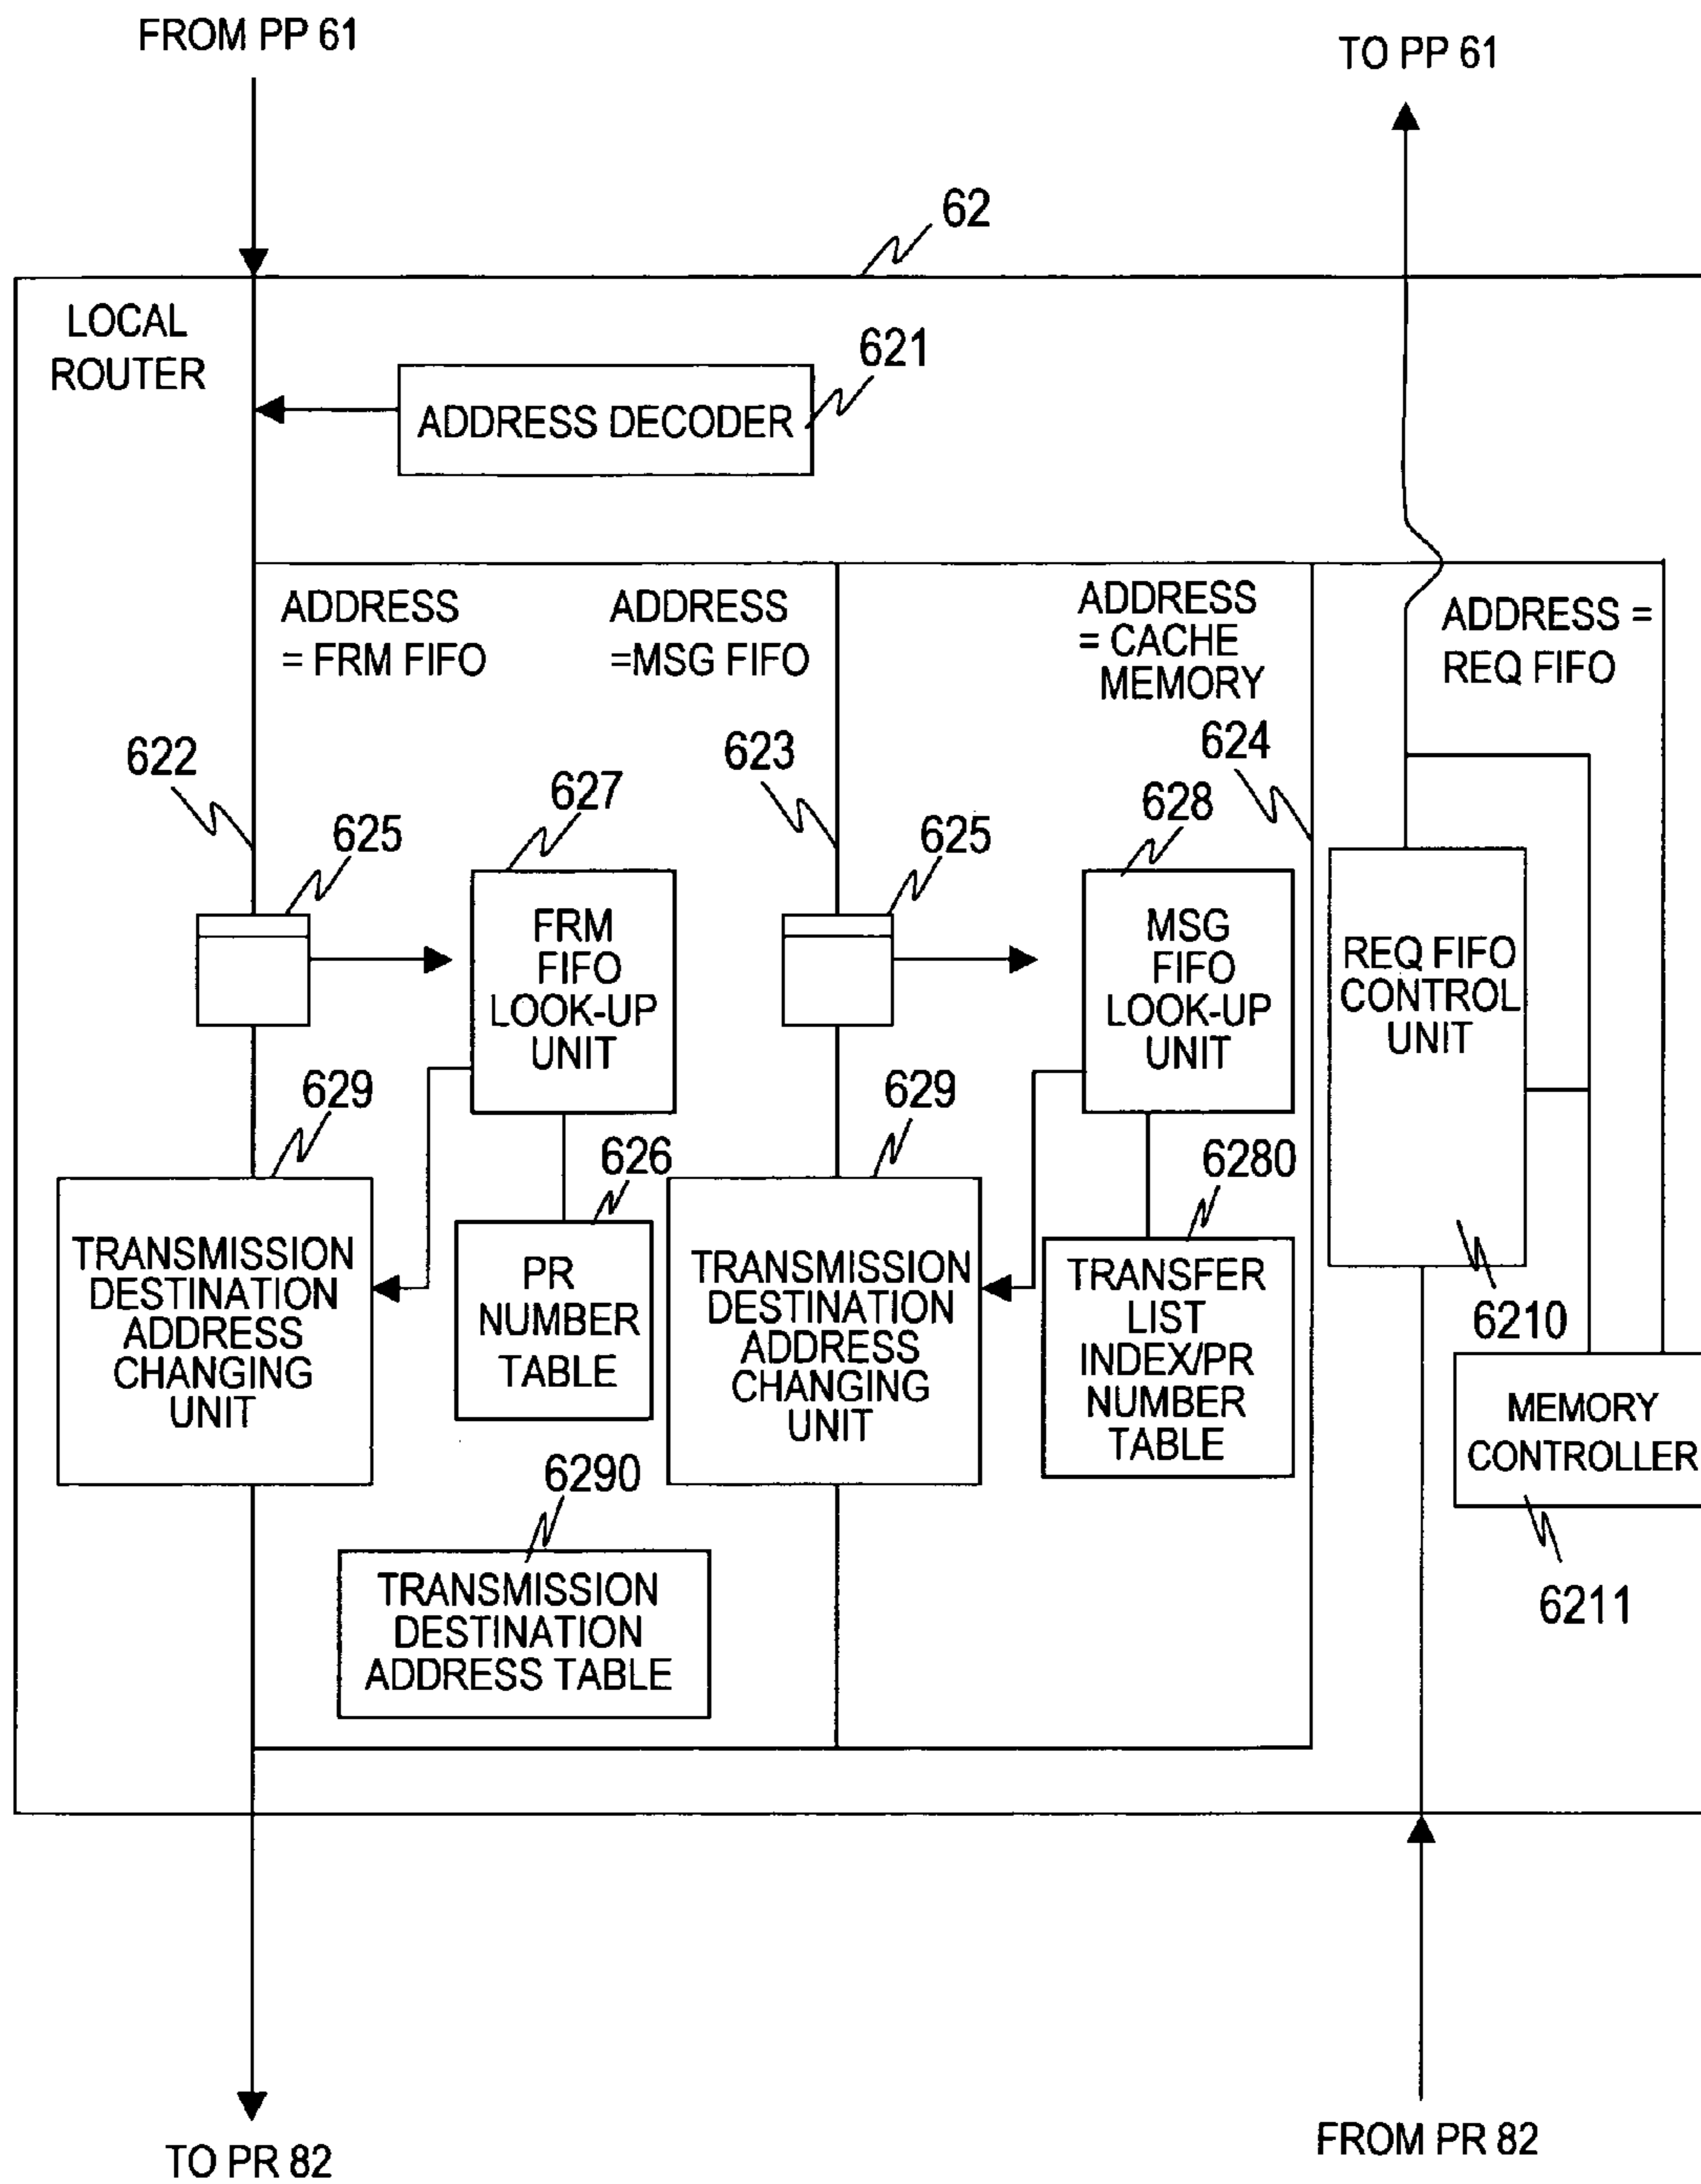 FROM PP 61
TO PP 61
62
LOCAL
ROUTER
621
ADDRESS DECODER
ADDRESS
= FRM FIFO
ADDRESS
=MSG FIFO
ADDRESS
= CACHE
MEMORY
ADDRESS =
REQ FIFO
622
627
625
623
625
628
624
FRM
FIFO
LOOK-UP
UNIT
MSG
FIFO
LOOK-UP
UNIT
REQ FIFO
CONTROL
UNIT
629
626
629
6280
TRANSMISSION
DESTINATION
ADDRESS
CHANGING
UNIT
PR
NUMBER
TABLE
TRANSMISSION
DESTINATION
ADDRESS
CHANGING
UNIT
TRANSFER
LIST
INDEX/PR
NUMBER
TABLE
6210
MEMORY
CONTROLLER
6290
TRANSMISSION
DESTINATION
ADDRESS TABLE
6211
TO PR 82
FROM PR 82